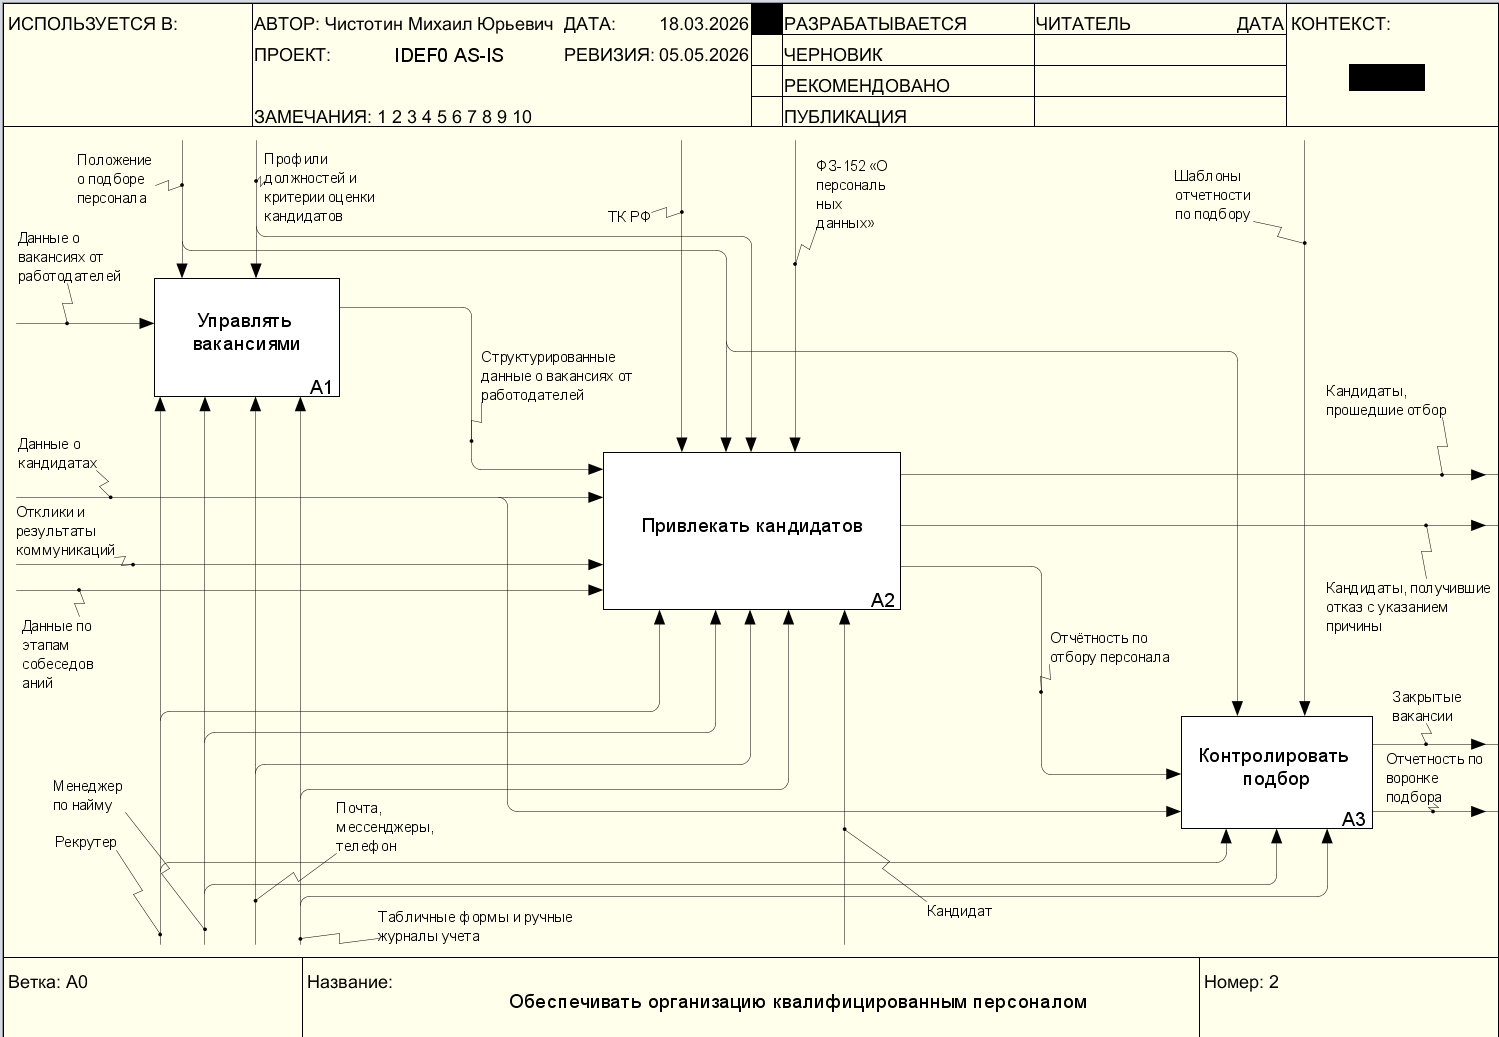 ИСПОЛЬЗУЕТСЯ В:
АВТОР: Чистотин Михаил Юрьевич
ДАТА: 18.03.2026
ПРОЕКТ: IDEF0 AS-IS
РЕВИЗИЯ: 05.05.2026
ЗАМЕЧАНИЯ: 1 2 3 4 5 6 7 8 9 10
РАЗРАБАТЫВАЕТСЯ
ЧЕРНОВИК
РЕКОМЕНДОВАНО
ПУБЛИКАЦИЯ
ЧИТАТЕЛЬ
ДАТА
КОНТЕКСТ:
Положение
о подборе
персонала
Профили
должностей и
критерии оценки
кандидатов
ТК РФ
ФЗ-152 «О
персональ
ных
данных»
Шаблоны
отчетности
по подбору
Данные о
вакансиях от
работодателей
Управлять
вакансиями
A1
Структурированные
данные о вакансиях от
работодателей
Кандидаты,
прошедшие отбор
Данные о
кандидатах
Отклики и
результаты
коммуникаций
Привлекать кандидатов
A2
Кандидаты, получившие
отказ с указанием
причины
Данные по
этапам
собеседов
аний
Отчётность по
отбору персонала
Закрытые
вакансии
Контролировать
подбор
A3
Отчетность по
воронке
подбора
Менеджер
по найму
Рекрутер
Почта,
мессенджеры,
телефон
Табличные формы и ручные
журналы учета
Кандидат
Ветка: A0
Название:
Обеспечивать организацию квалифицированным персоналом
Номер: 2